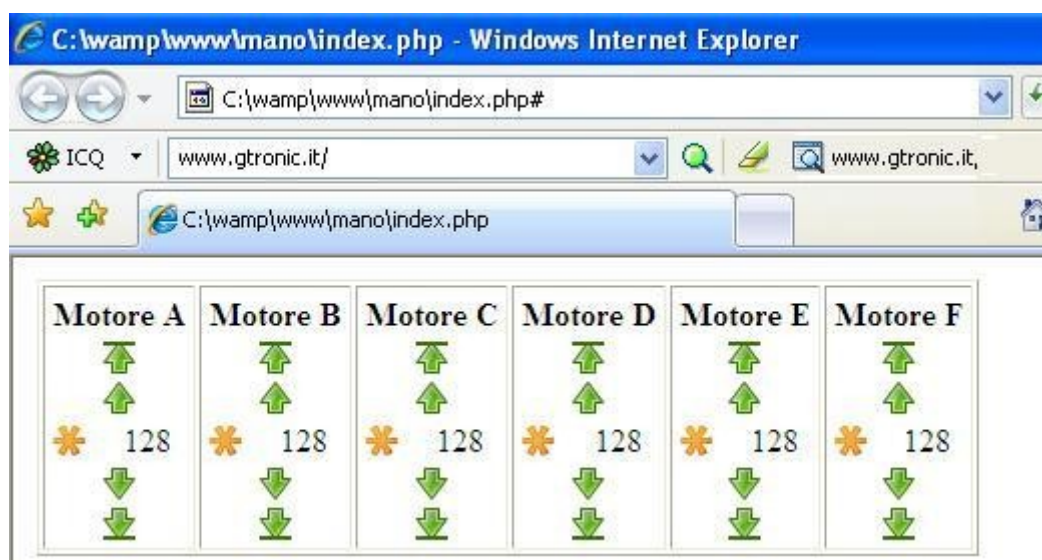 C:\wamp\www\mano\index.php - Windows Internet Explorer
C:\wamp\www\mano\index.php#
ICQ www.gtronic.it/ www.gtronic.it,
C:\wamp\www\mano\index.php
Motore A Motore B Motore C Motore D Motore E Motore F
128 128 128 128 128 128